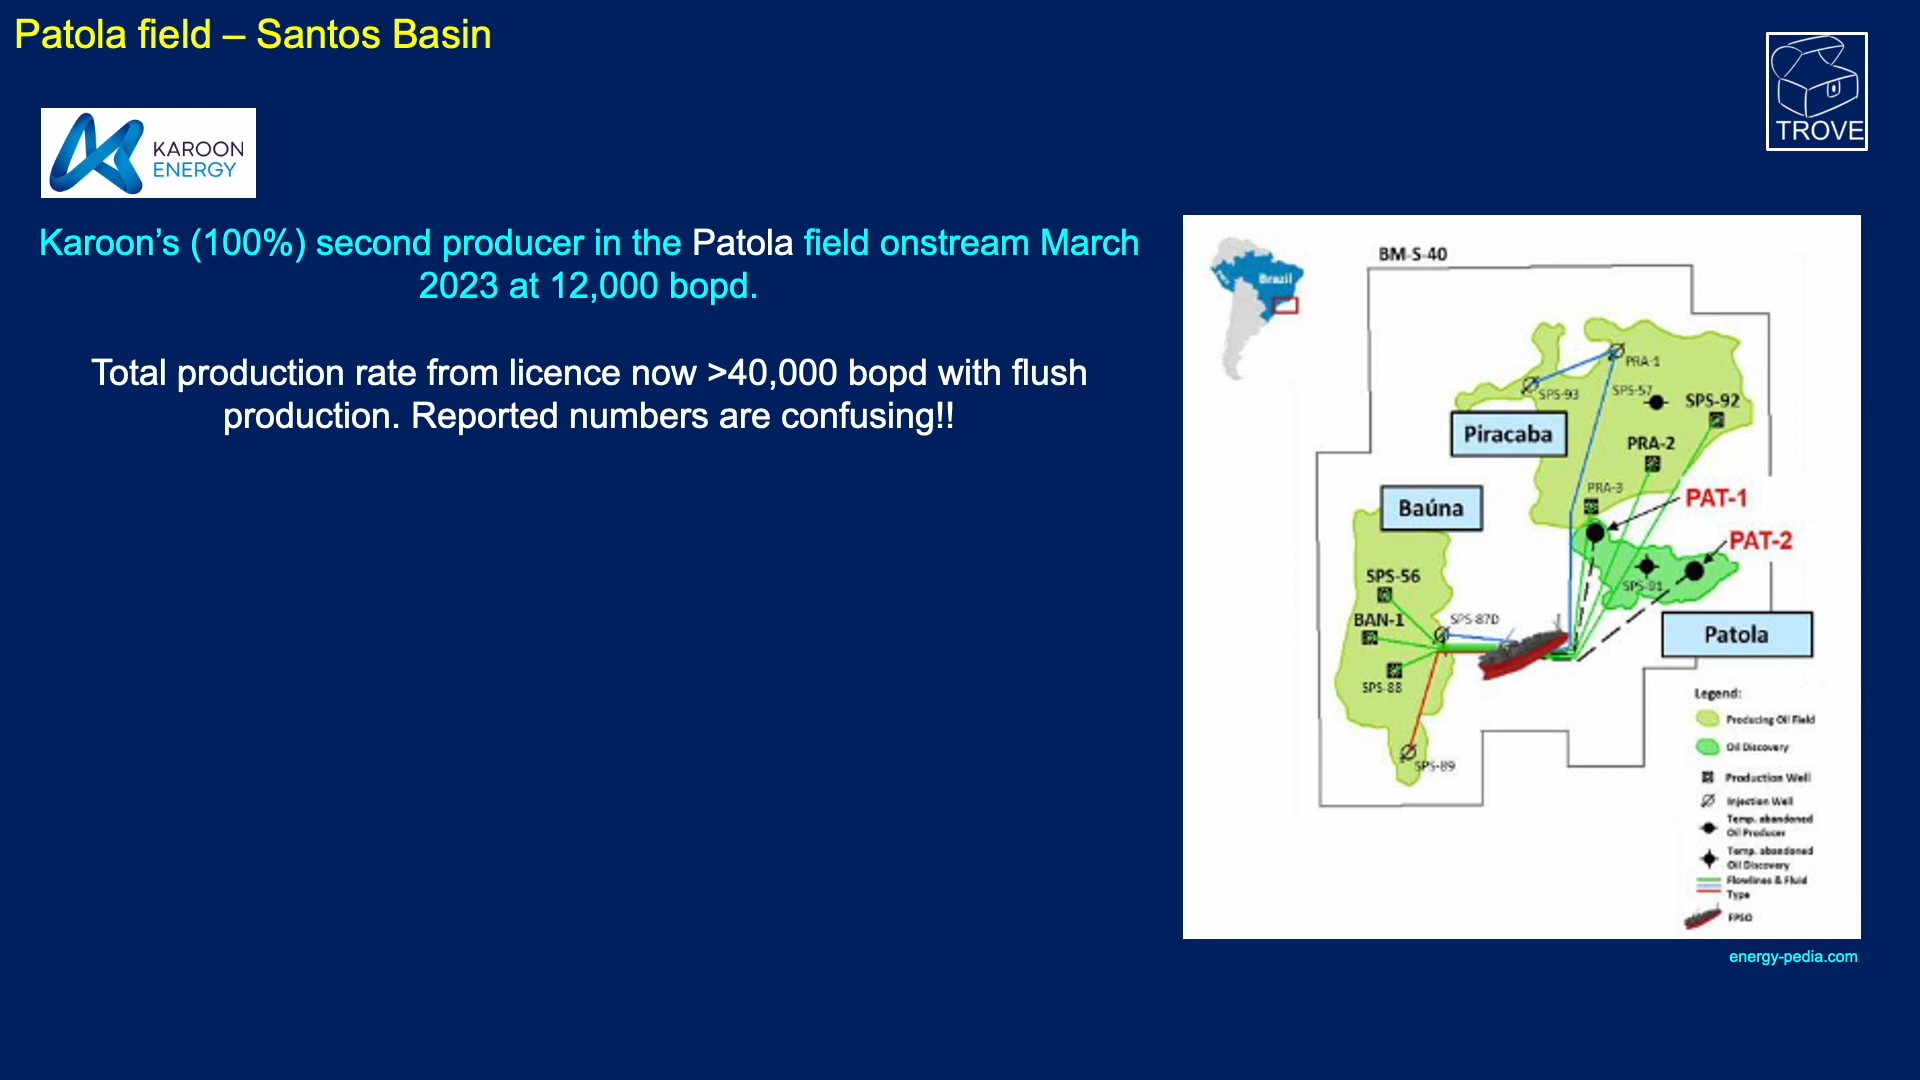 Patola field – Santos Basin
TROVE
KAROON
ENERGY
Karoon’s (100%) second producer in the Patola field onstream March
2023 at 12,000 bopd.
Total production rate from licence now >40,000 bopd with flush
production. Reported numbers are confusing!!
BM-S-40
Brazil
PRA-1
SPS-93
SPS-57
SPS-92
Piracaba
PRA-2
PRA-3
PAT-1
Baúna
PAT-2
SPS-56
SPS-91
BAN-1
SPS-87D
Patola
SPS-88
SPS-89
Legend:
Producing Oil Field
Oil Discovery
Production Well
Injection Well
Temp. abandoned
Oil Producer
Temp. abandoned
Oil Discovery
Flowlines & Fluid
Type
FPSO
energy-pedia.com